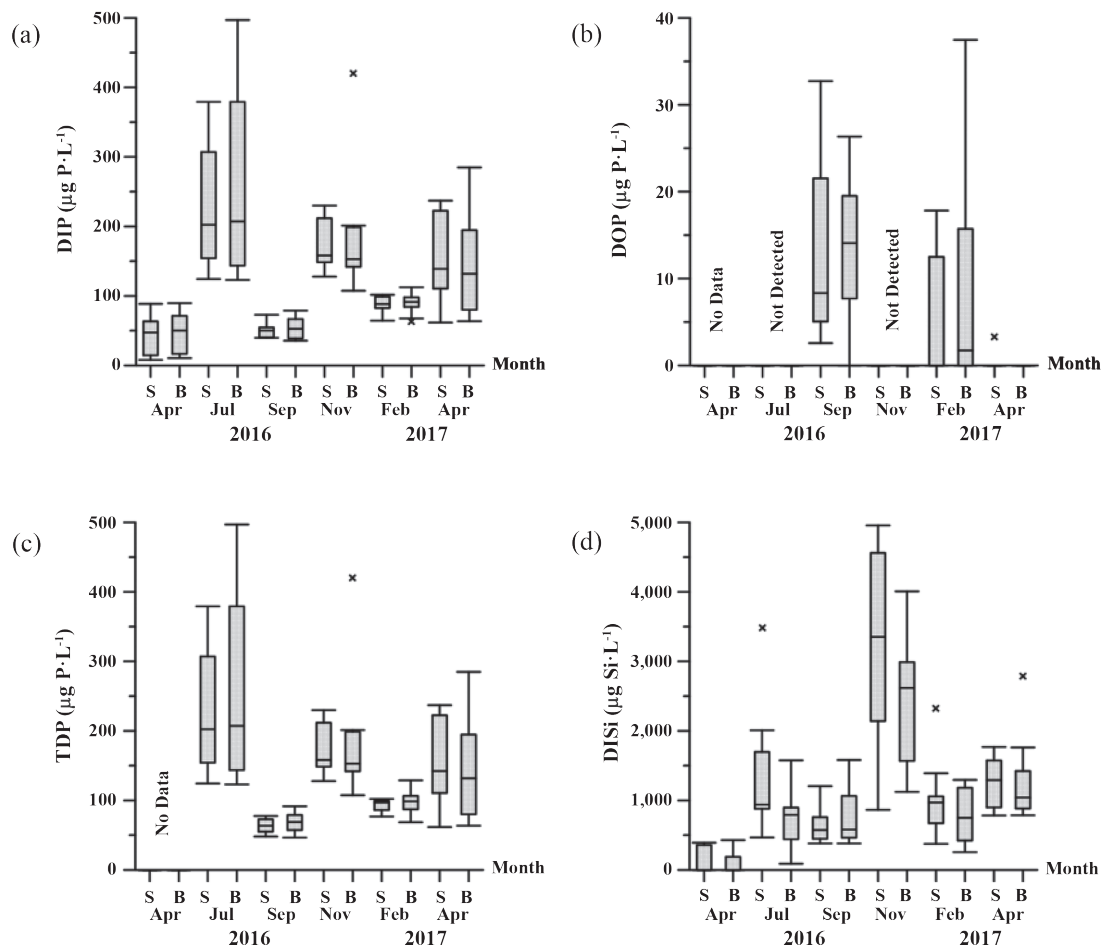 (a)
DIP (µg P·L⁻¹)
500
400
300
200
100
0
Month
S B S B S B S B S B S B
Apr Jul Sep Nov Feb Apr
2016 2017
(b)
DOP (µg P·L⁻¹)
40
30
20
10
0
No Data
Not Detected
Not Detected
Month
S B S B S B S B S B S B
Apr Jul Sep Nov Feb Apr
2016 2017
(c)
TDP (µg P·L⁻¹)
500
400
300
200
100
0
No Data
Month
S B S B S B S B S B S B
Apr Jul Sep Nov Feb Apr
2016 2017
(d)
DISi (µg Si·L⁻¹)
5,000
4,000
3,000
2,000
1,000
0
Month
S B S B S B S B S B S B
Apr Jul Sep Nov Feb Apr
2016 2017